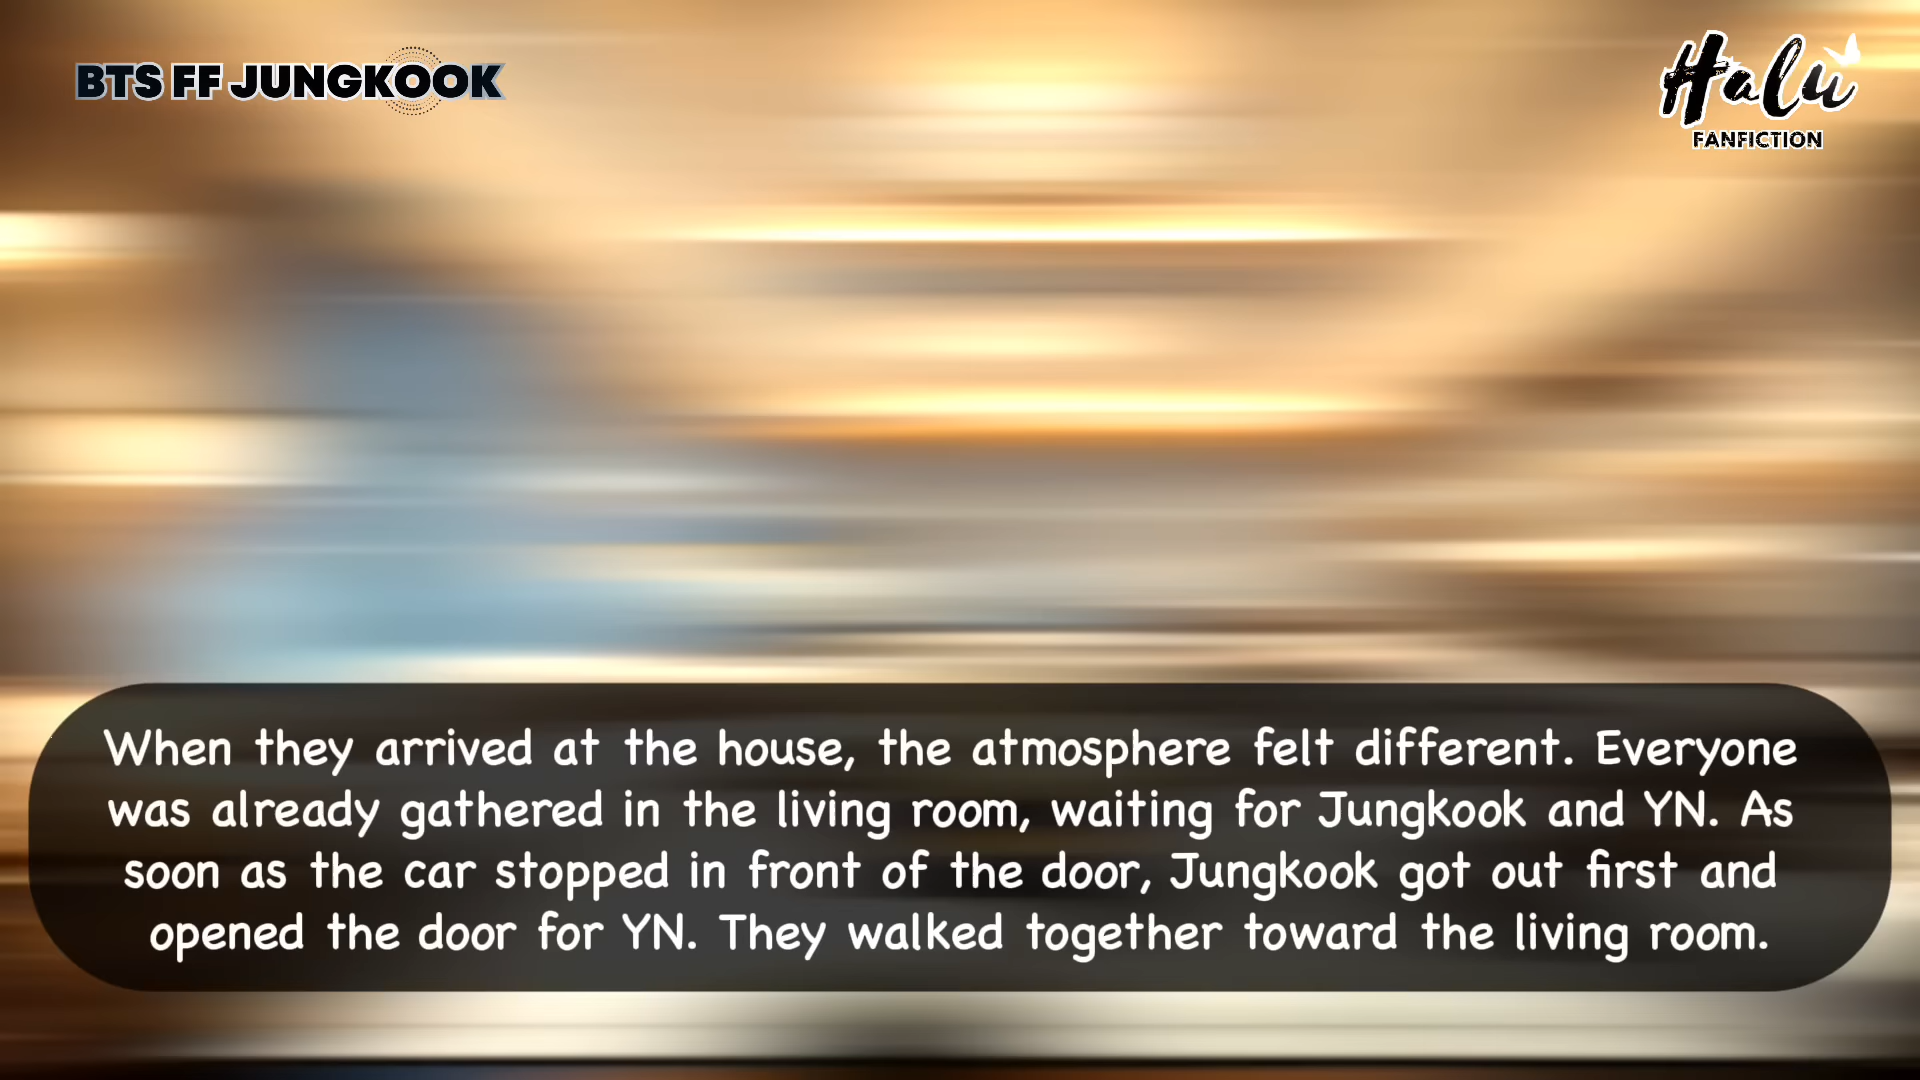 BTS FF JUNGKOOK
Halu
FANFICTION
When they arrived at the house, the atmosphere felt different. Everyone
was already gathered in the living room, waiting for Jungkook and YN. As
soon as the car stopped in front of the door, Jungkook got out first and
opened the door for YN. They walked together toward the living room.